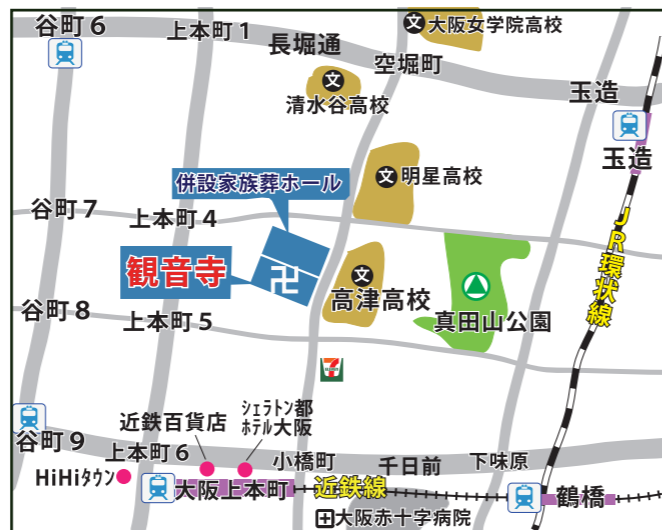 谷町6
上本町1
長堀通
空堀町
大阪女学院高校
清水谷高校
玉造
玉造
併設家族葬ホール
明星高校
谷町7
上本町4
JR環状線
観音寺
卍
高津高校
真田山公園
谷町8
上本町5
7
谷町9
上本町6
近鉄百貨店
シェラトン都
ホテル大阪
小橋町
千日前
下味原
HiHiタウン
大阪上本町
近鉄線
鶴橋
大阪赤十字病院
文
文
文
文